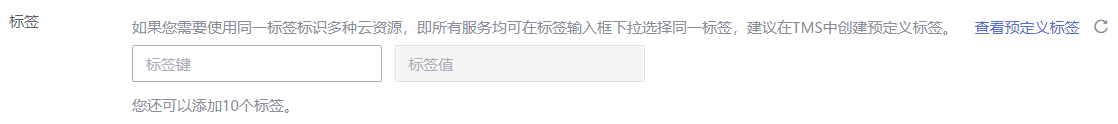 标签 如果您需要使用同一标签标识多种云资源，即所有服务均可在标签输入框下拉选择同一标签，建议在TMS中创建预定义标签。 查看预定义标签
标签键 标签值
您还可以添加10个标签。